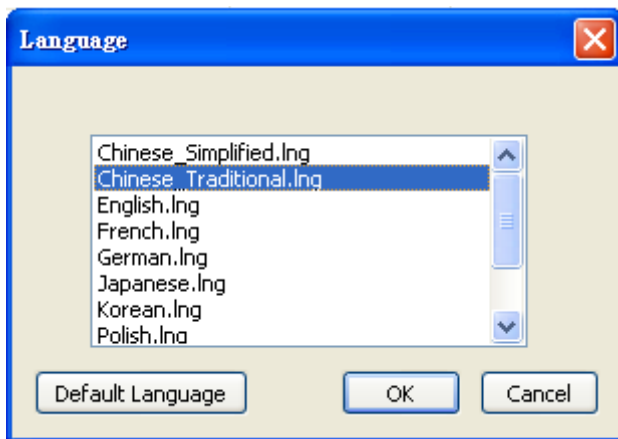 Language
Chinese_Simplified.lng
Chinese_Traditional.lng
English.lng
French.lng
German.lng
Japanese.lng
Korean.lng
Polish.lng
Default Language
OK
Cancel